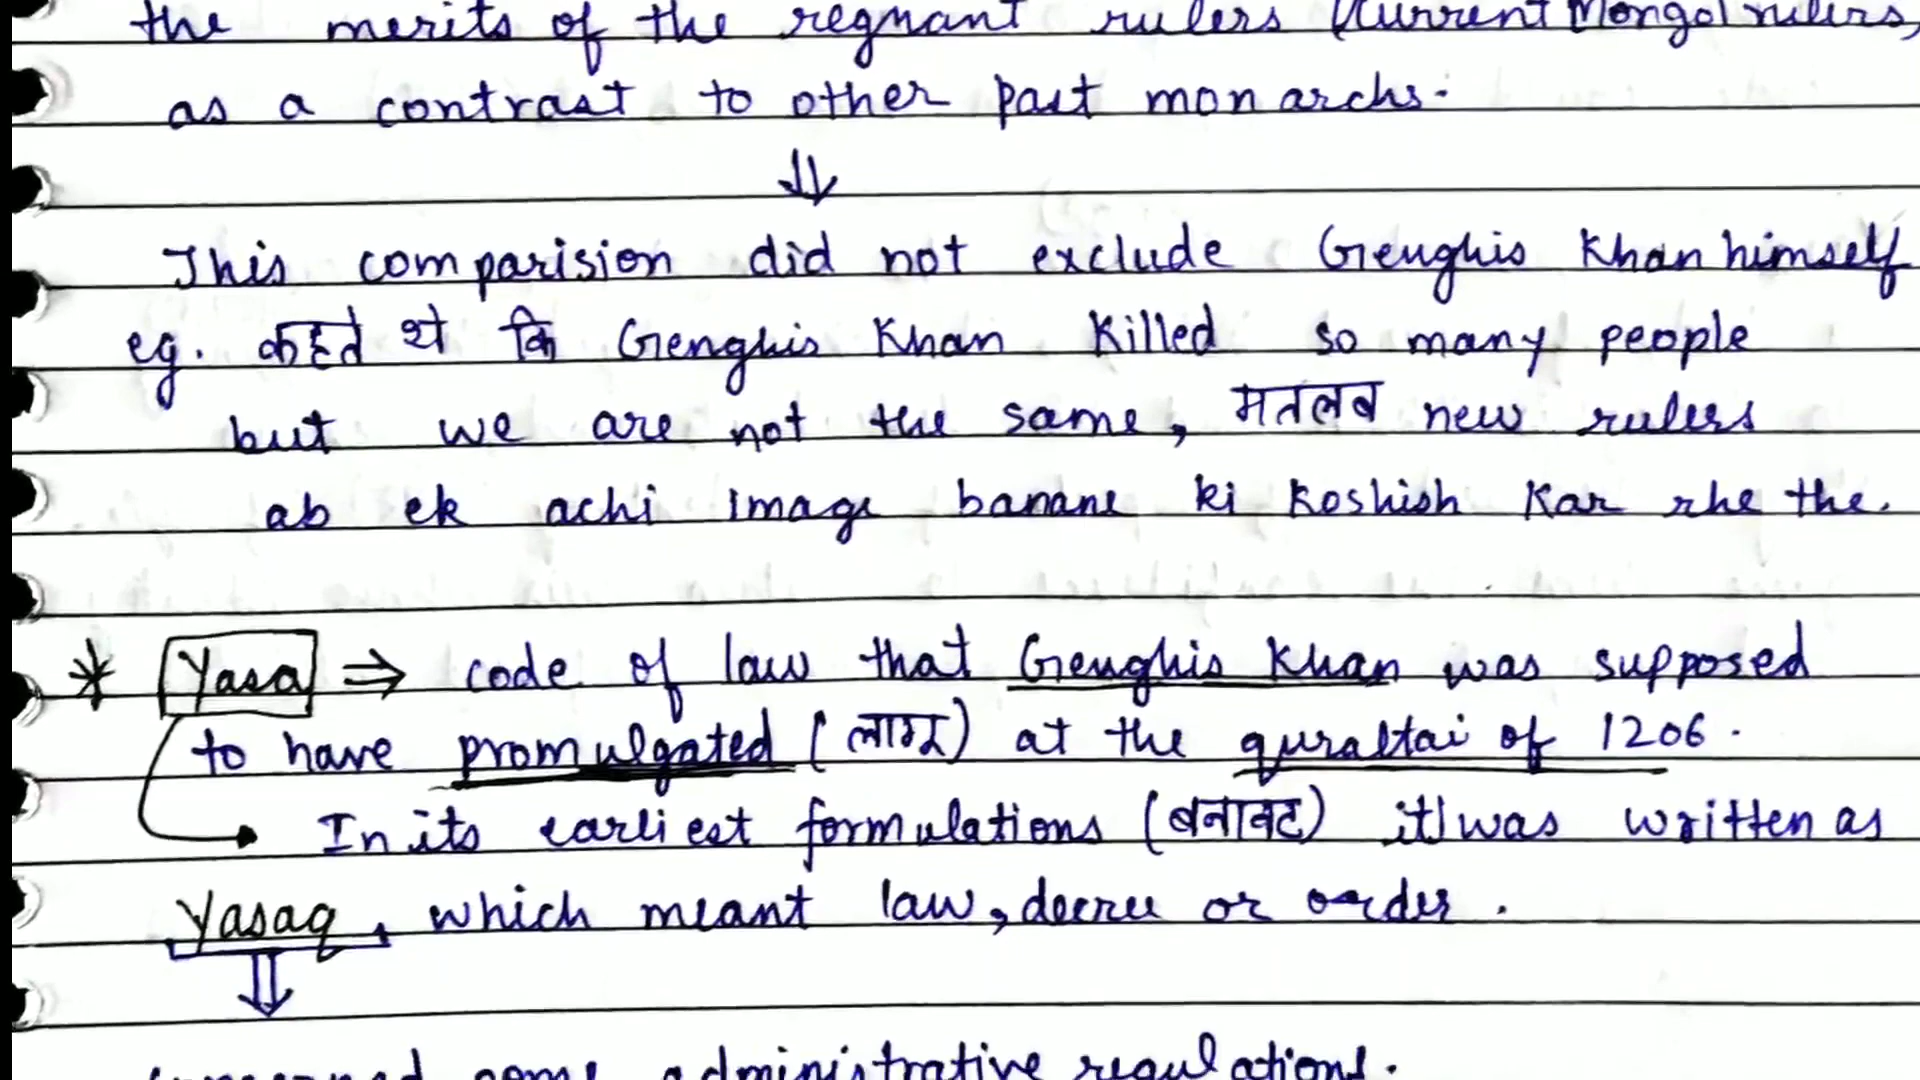 the merits of the regnant rulers (Current Mongol rulers)
as a contrast to other past monarchs.
This comparision did not exclude Genghis Khan himself
eg. कहते थे कि Genghis Khan killed so many people
but we are not the same, मतलब new rulers
ab ek achi image banane ki koshish kar rhe the.
* Yasa ⇒ code of law that Genghis Khan was supposed
to have promulgated (लागू) at the quraltai of 1206.
In its earliest formulations (बनावट) it was written as
Yasaq, which meant law, decree or order.
concerned some administrative regulations.